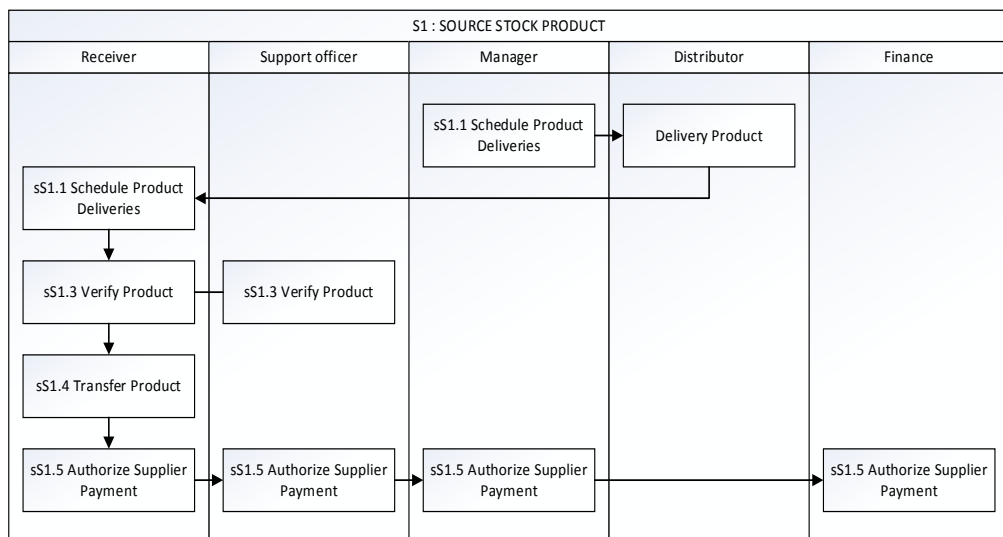 S1 : SOURCE STOCK PRODUCT
Receiver
Support officer
Manager
Distributor
Finance
sS1.1 Schedule Product
Deliveries
Delivery Product
sS1.1 Schedule Product
Deliveries
sS1.3 Verify Product
sS1.3 Verify Product
sS1.4 Transfer Product
sS1.5 Authorize Supplier
Payment
sS1.5 Authorize Supplier
Payment
sS1.5 Authorize Supplier
Payment
sS1.5 Authorize Supplier
Payment